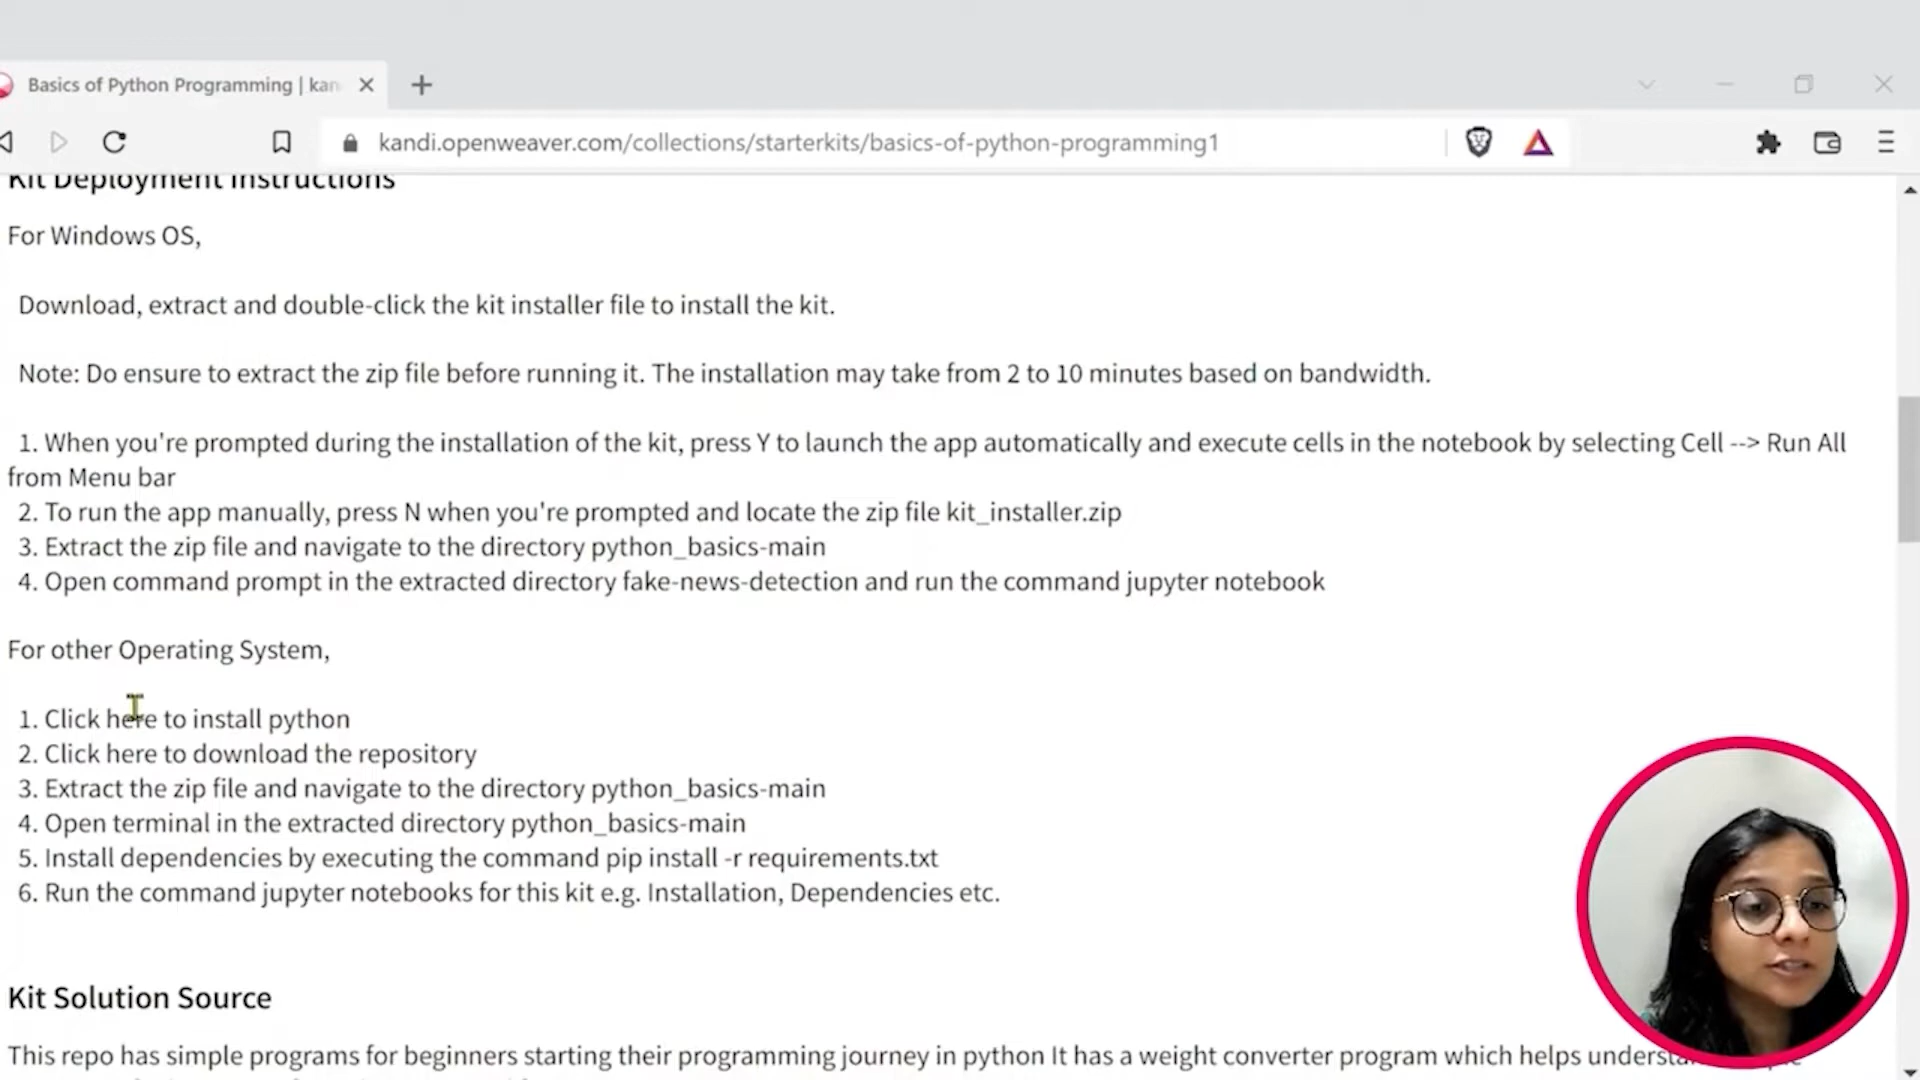 Basics of Python Programming | kan
kandi.openweaver.com/collections/starterkits/basics-of-python-programming1
Kit Deployment Instructions
For Windows OS,
Download, extract and double-click the kit installer file to install the kit.
Note: Do ensure to extract the zip file before running it. The installation may take from 2 to 10 minutes based on bandwidth.
1. When you're prompted during the installation of the kit, press Y to launch the app automatically and execute cells in the notebook by selecting Cell --> Run All
from Menu bar
2. To run the app manually, press N when you're prompted and locate the zip file kit_installer.zip
3. Extract the zip file and navigate to the directory python_basics-main
4. Open command prompt in the extracted directory fake-news-detection and run the command jupyter notebook
For other Operating System,
1. Click here to install python
2. Click here to download the repository
3. Extract the zip file and navigate to the directory python_basics-main
4. Open terminal in the extracted directory python_basics-main
5. Install dependencies by executing the command pip install -r requirements.txt
6. Run the command jupyter notebooks for this kit e.g. Installation, Dependencies etc.
Kit Solution Source
This repo has simple programs for beginners starting their programming journey in python It has a weight converter program which helps